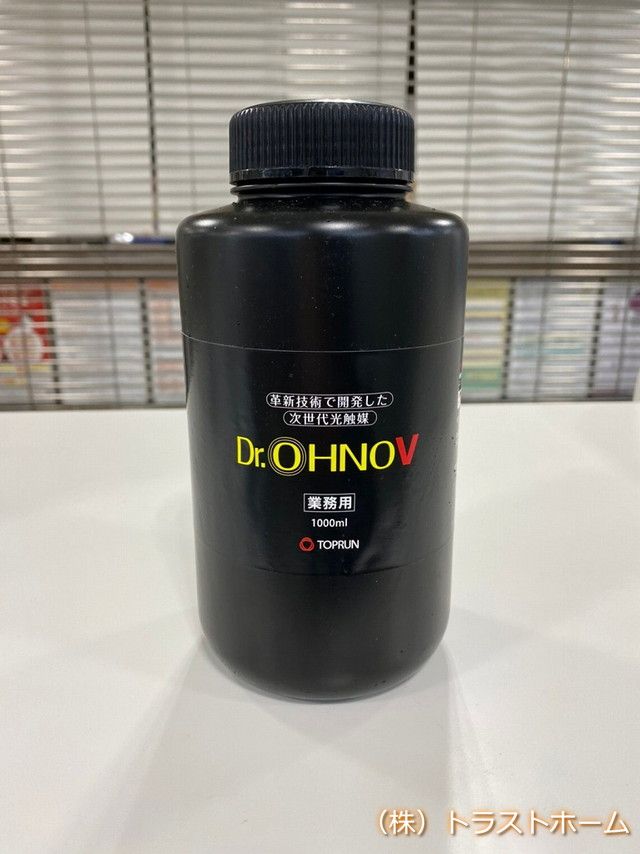 革新技術で開発した
次世代光触媒
Dr.OHNOV
業務用
1000ml
TOPRUN
(株)トラストホーム